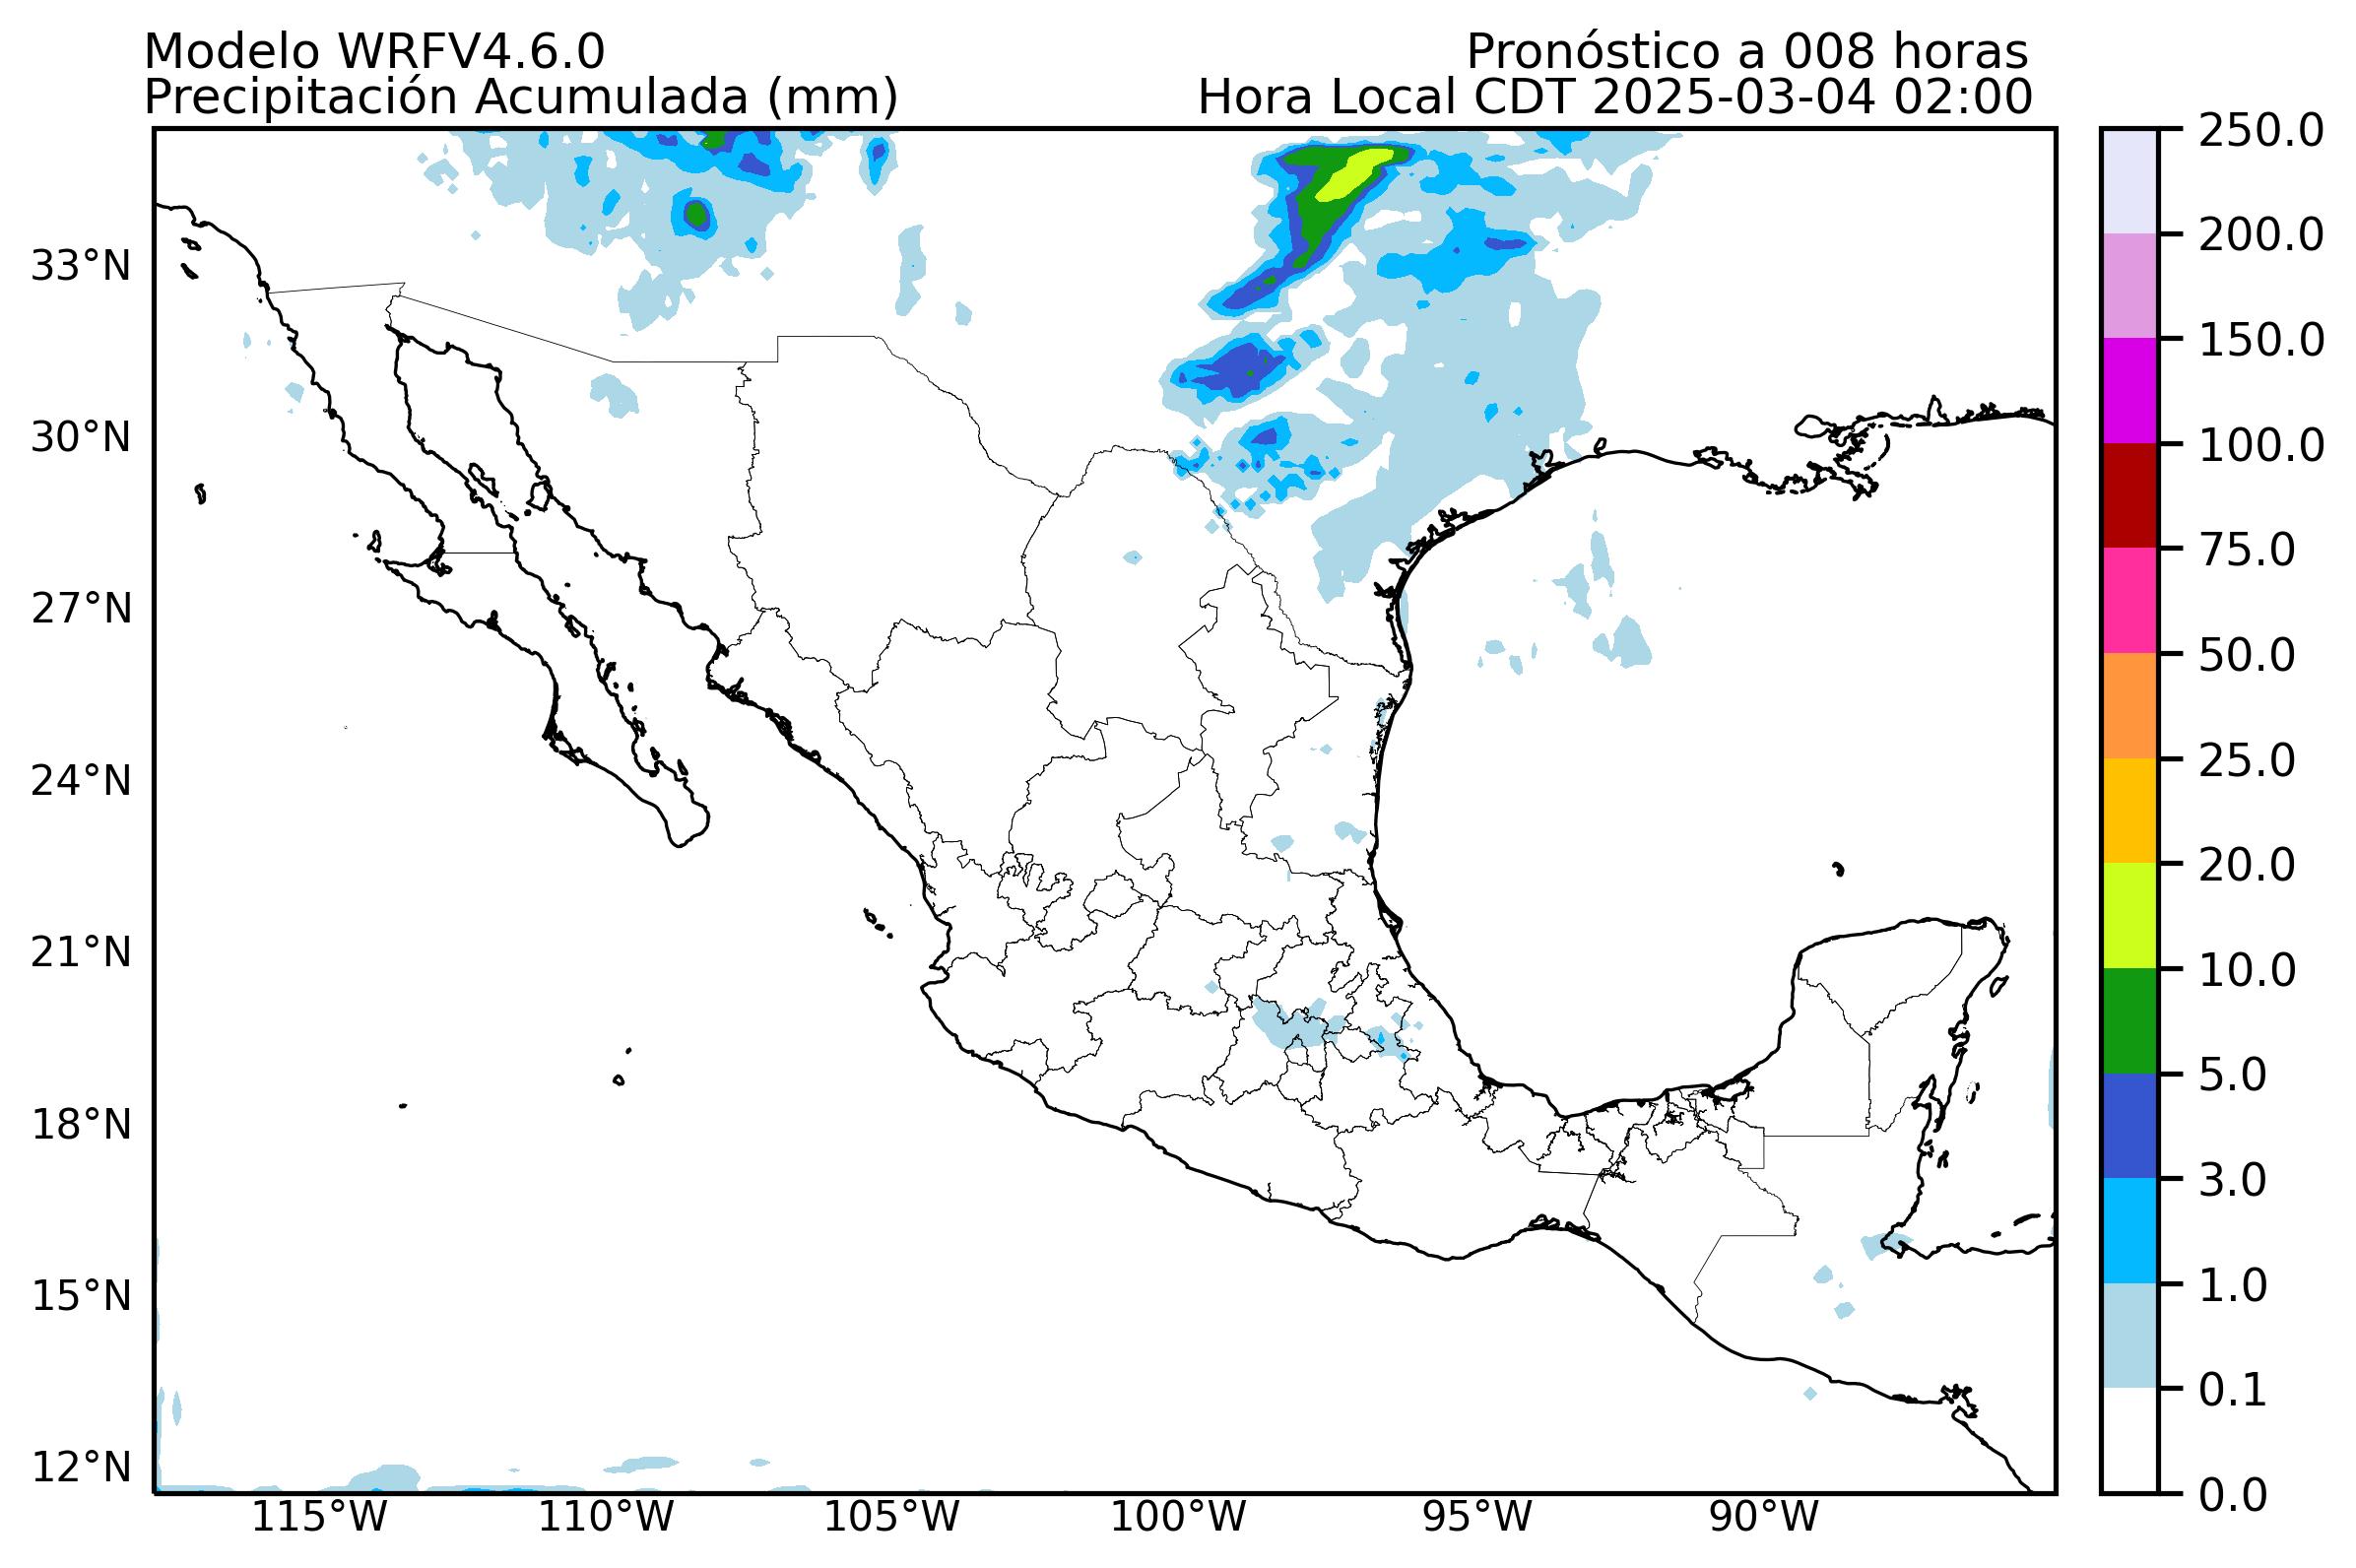 Modelo WRFV4.6.0
Pronóstico a 008 horas
Precipitación Acumulada (mm)
Hora Local CDT 2025-03-04 02:00
33°N
30°N
27°N
24°N
21°N
18°N
15°N
12°N
115°W
110°W
105°W
100°W
95°W
90°W
250.0
200.0
150.0
100.0
75.0
50.0
25.0
20.0
10.0
5.0
3.0
1.0
0.1
0.0